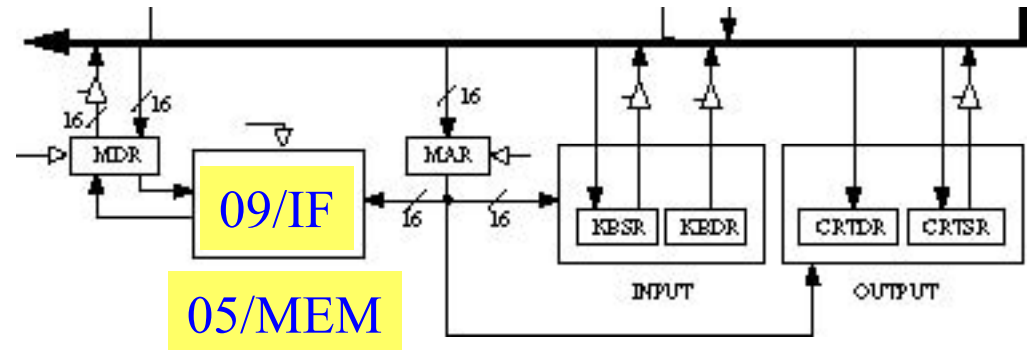 16
16
16
MDR
MAR
09/IF
16
16
KBSR
KBDR
CRTDR
CRTSR
INPUT
OUTPUT
05/MEM